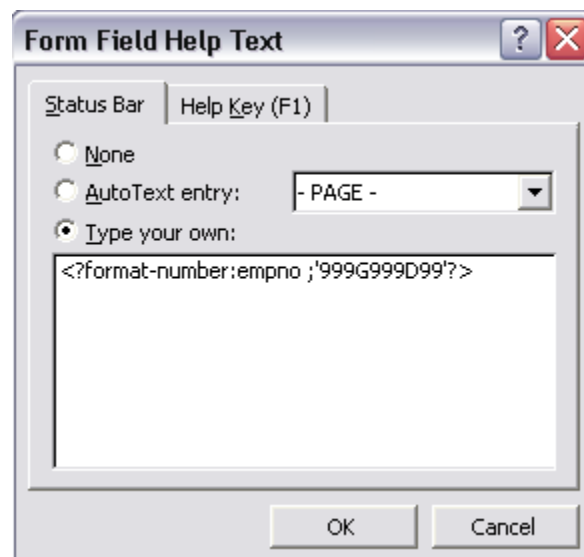 Form Field Help Text
Status Bar Help Key (F1)
None
AutoText entry: - PAGE -
Type your own:
<?format-number:empno ;'999G999D99'?>
OK Cancel